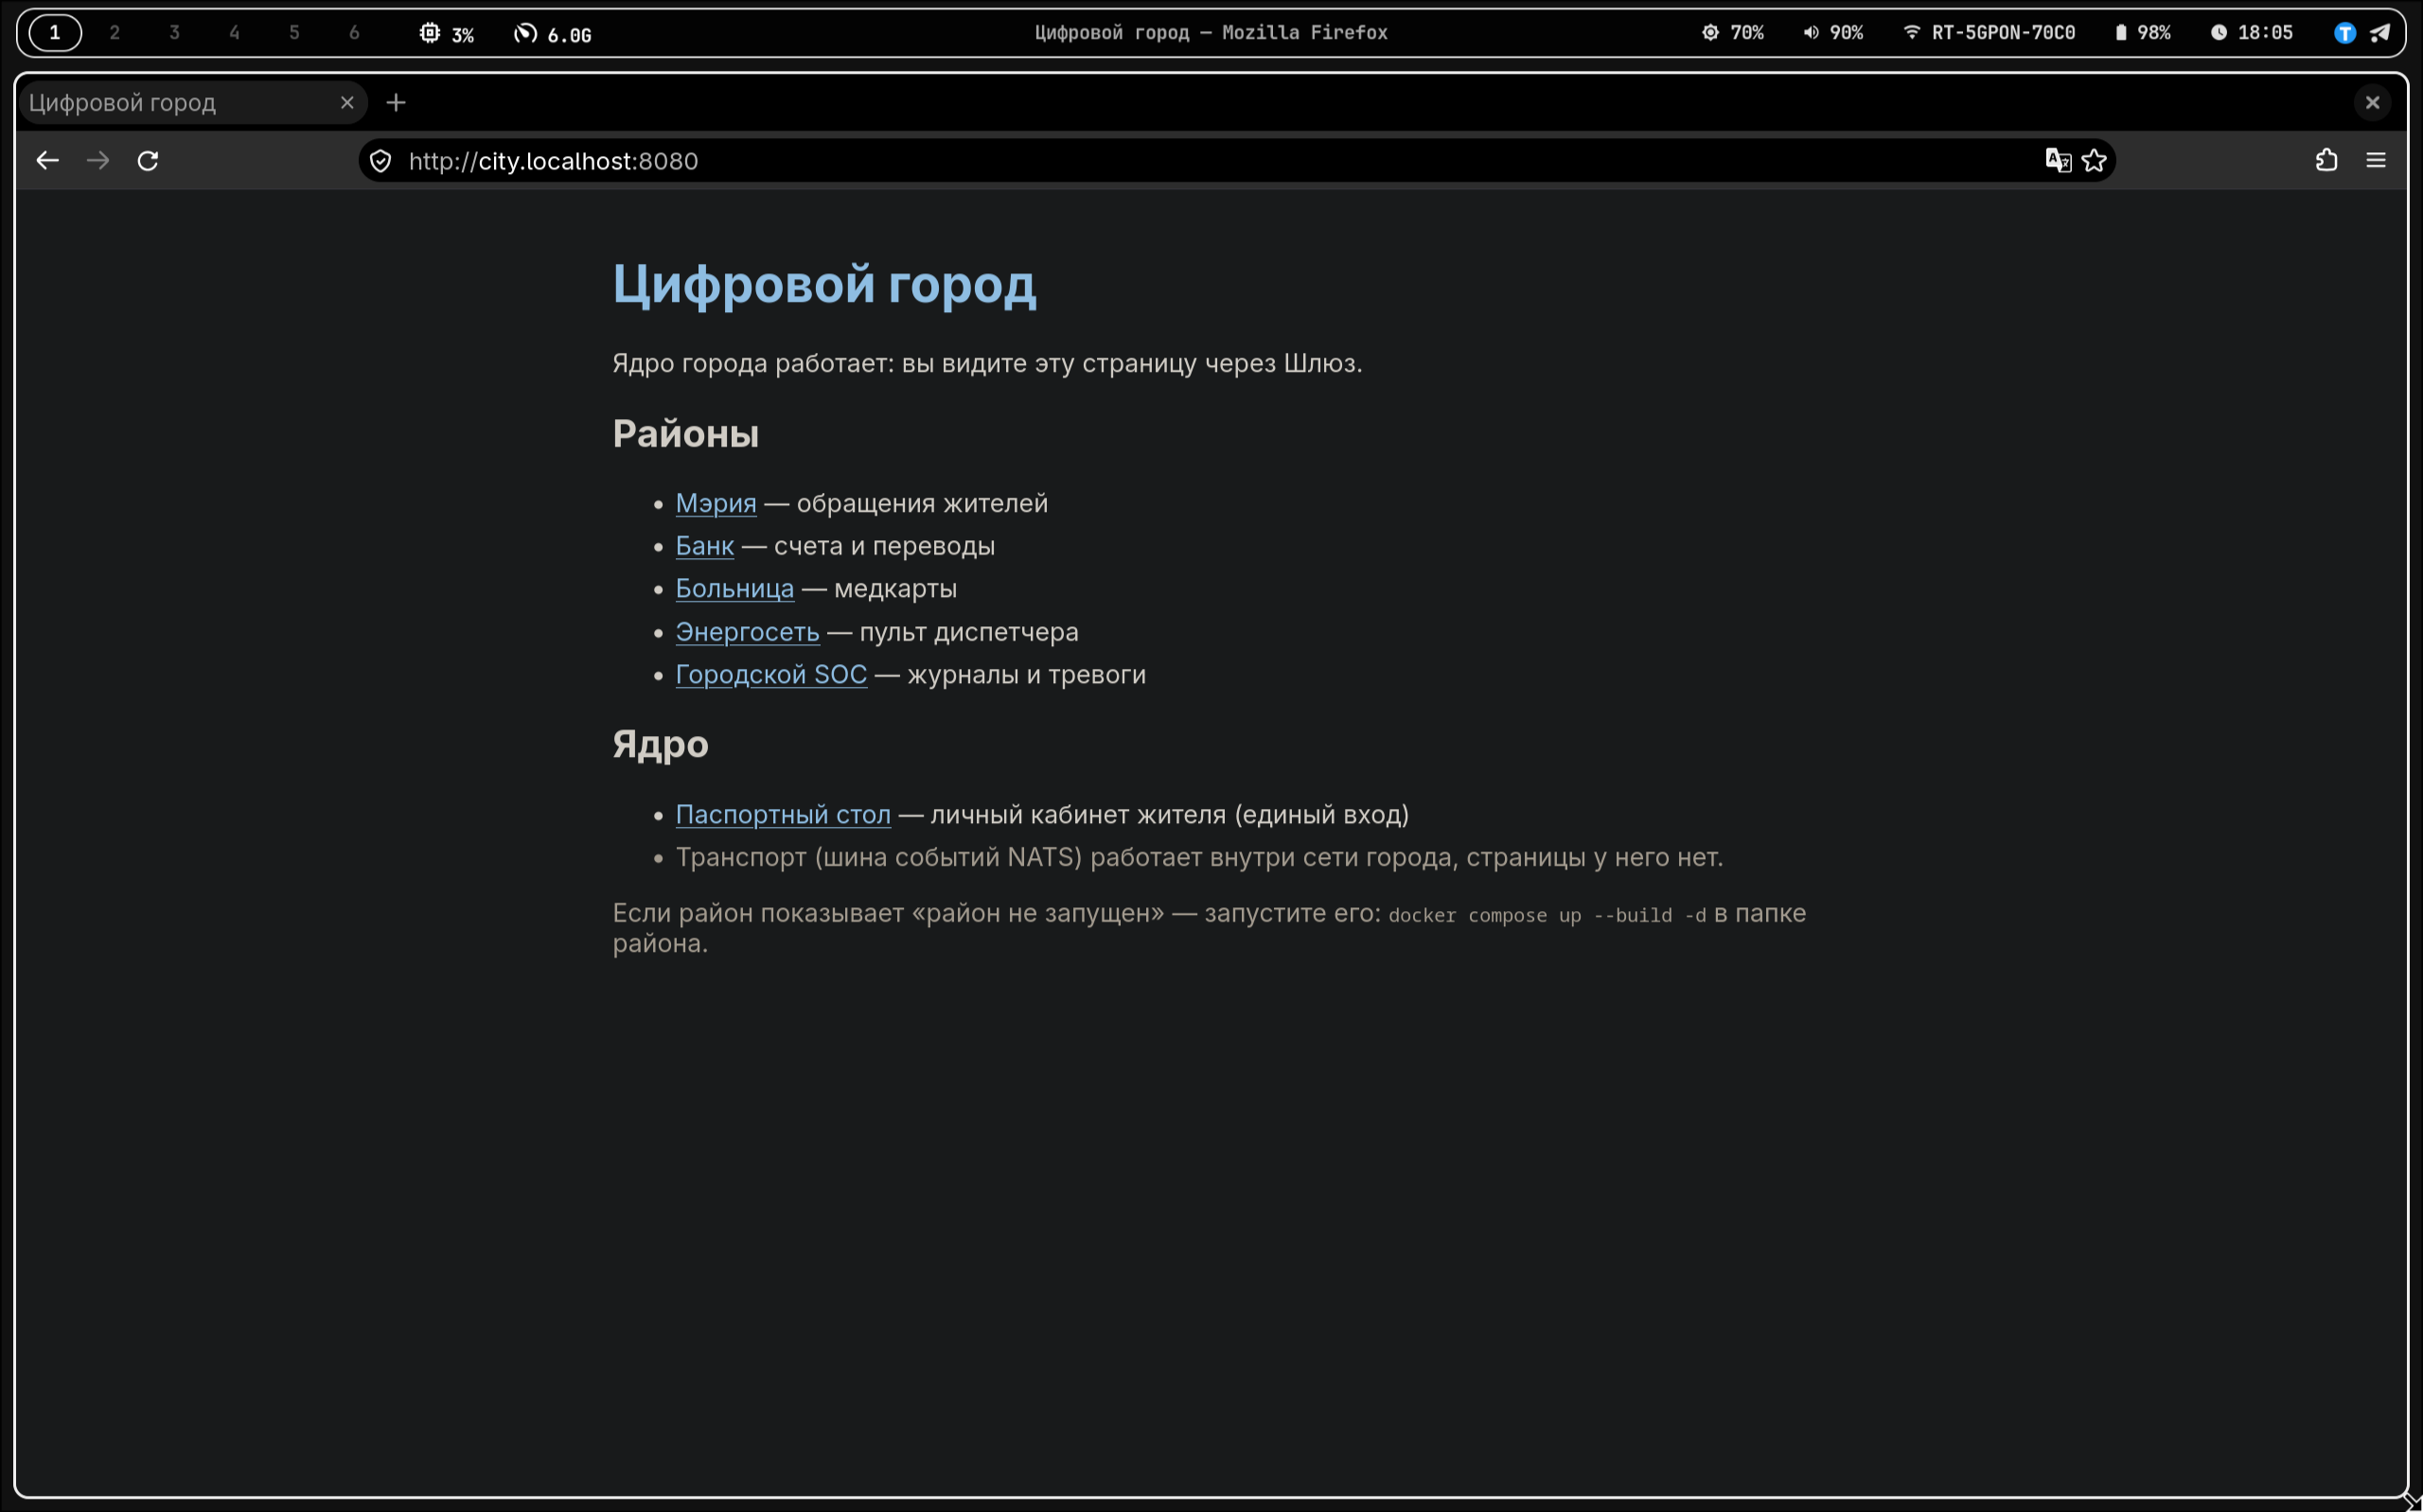 1 2 3 4 5 6 3% 6.0G Цифровой город — Mozilla Firefox 70% 90% RT-5GPON-70C0 98% 18:05
Цифровой город
http://city.localhost:8080
Цифровой город
Ядро города работает: вы видите эту страницу через Шлюз.
Районы
Мэрия — обращения жителей
Банк — счета и переводы
Больница — медкарты
Энергосеть — пульт диспетчера
Городской SOC — журналы и тревоги
Ядро
Паспортный стол — личный кабинет жителя (единый вход)
Транспорт (шина событий NATS) работает внутри сети города, страницы у него нет.
Если район показывает «район не запущен» — запустите его: docker compose up --build -d в папке
района.